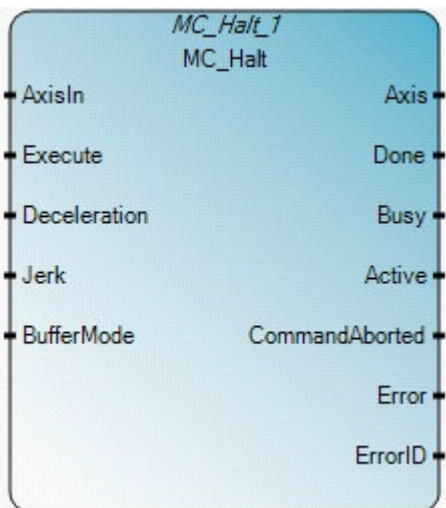 MC_Halt_1
MC_Halt
AxisIn Axis
Execute Done
Deceleration Busy
Jerk Active
BufferMode CommandAborted
Error
ErrorID